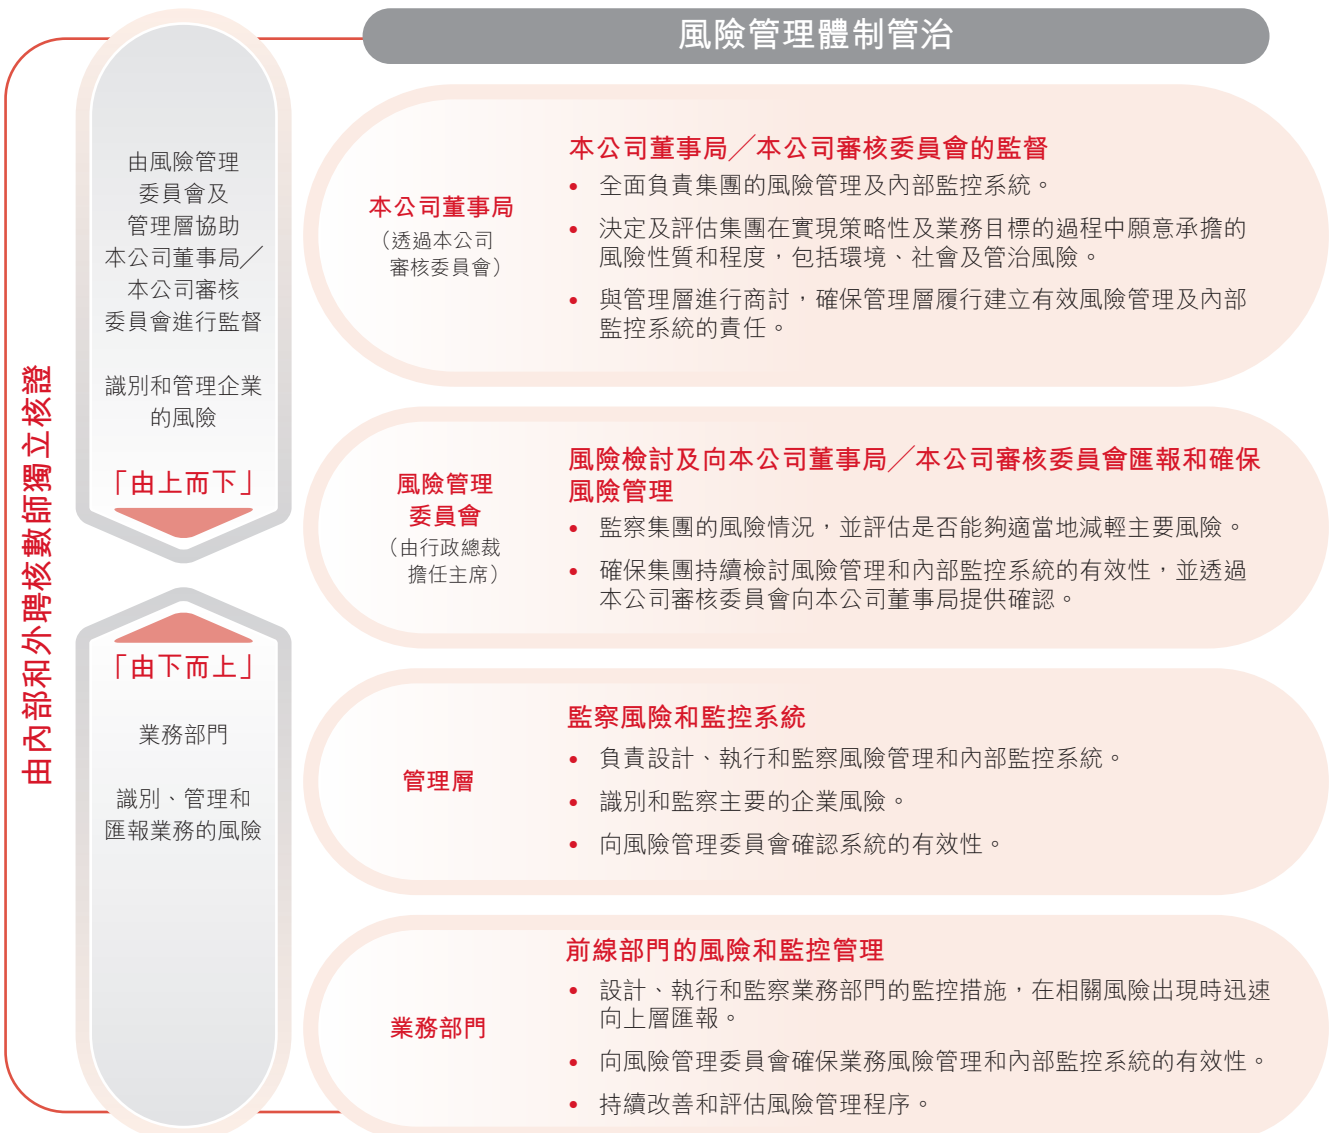 風險管理體制管治
由內部和外聘核數師獨立核證
由風險管理
委員會及
管理層協助
本公司董事局╱
本公司審核
委員會進行監督
識別和管理企業
的風險
「由上而下」
「由下而上」
業務部門
識別、管理和
匯報業務的風險
本公司董事局
（透過本公司
審核委員會）
本公司董事局╱本公司審核委員會的監督
• 全面負責集團的風險管理及內部監控系統。
• 決定及評估集團在實現策略性及業務目標的過程中願意承擔的
風險性質和程度，包括環境、社會及管治風險。
• 與管理層進行商討，確保管理層履行建立有效風險管理及內部
監控系統的責任。
風險管理
委員會
（由行政總裁
擔任主席）
風險檢討及向本公司董事局╱本公司審核委員會匯報和確保
風險管理
• 監察集團的風險情況，並評估是否能夠適當地減輕主要風險。
• 確保集團持續檢討風險管理和內部監控系統的有效性，並透過
本公司審核委員會向本公司董事局提供確認。
管理層
監察風險和監控系統
• 負責設計、執行和監察風險管理和內部監控系統。
• 識別和監察主要的企業風險。
• 向風險管理委員會確認系統的有效性。
業務部門
前線部門的風險和監控管理
• 設計、執行和監察業務部門的監控措施，在相關風險出現時迅速
向上層匯報。
• 向風險管理委員會確保業務風險管理和內部監控系統的有效性。
• 持續改善和評估風險管理程序。